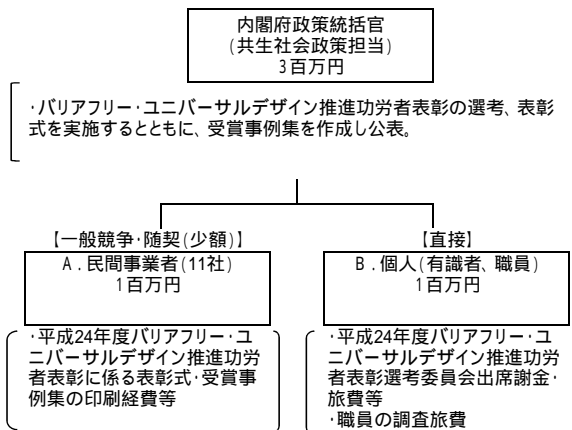 内閣府政策統括官
(共生社会政策担当)
3百万円
・バリアフリー・ユニバーサルデザイン推進功労者表彰の選考、表彰
式を実施するとともに、受賞事例集を作成し公表。
【一般競争・随契(少額)】
A．民間事業者(11社)
1百万円
・平成24年度バリアフリー・ユ
ニバーサルデザイン推進功労
者表彰に係る表彰式・受賞事
例集の印刷経費等
【直接】
B．個人(有識者、職員)
1百万円
・平成24年度バリアフリー・ユ
ニバーサルデザイン推進功労
者表彰選考委員会出席謝金・
旅費等
・職員の調査旅費